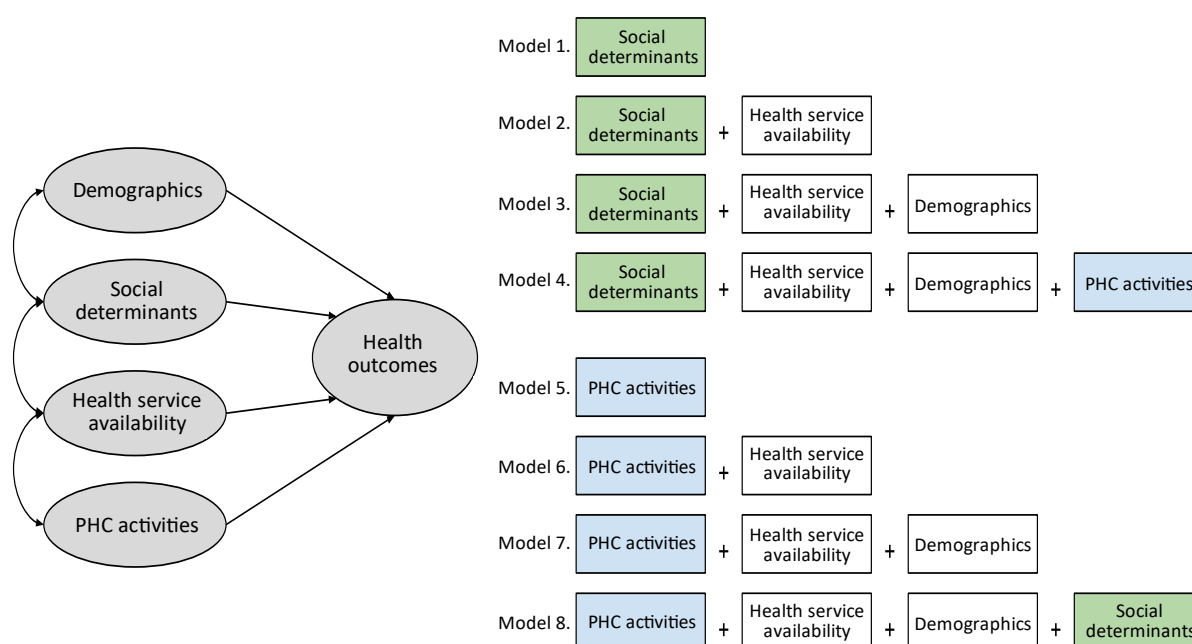 Demographics
Social
determinants
Health service
availability
PHC activities
Health
outcomes
Model 1.
Social
determinants
Model 2.
Social
determinants
+
Health service
availability
Model 3.
Social
determinants
+
Health service
availability
+
Demographics
Model 4.
Social
determinants
+
Health service
availability
+
Demographics
+
PHC activities
Model 5.
PHC activities
Model 6.
PHC activities
+
Health service
availability
Model 7.
PHC activities
+
Health service
availability
+
Demographics
Model 8.
PHC activities
+
Health service
availability
+
Demographics
+
Social
determinants